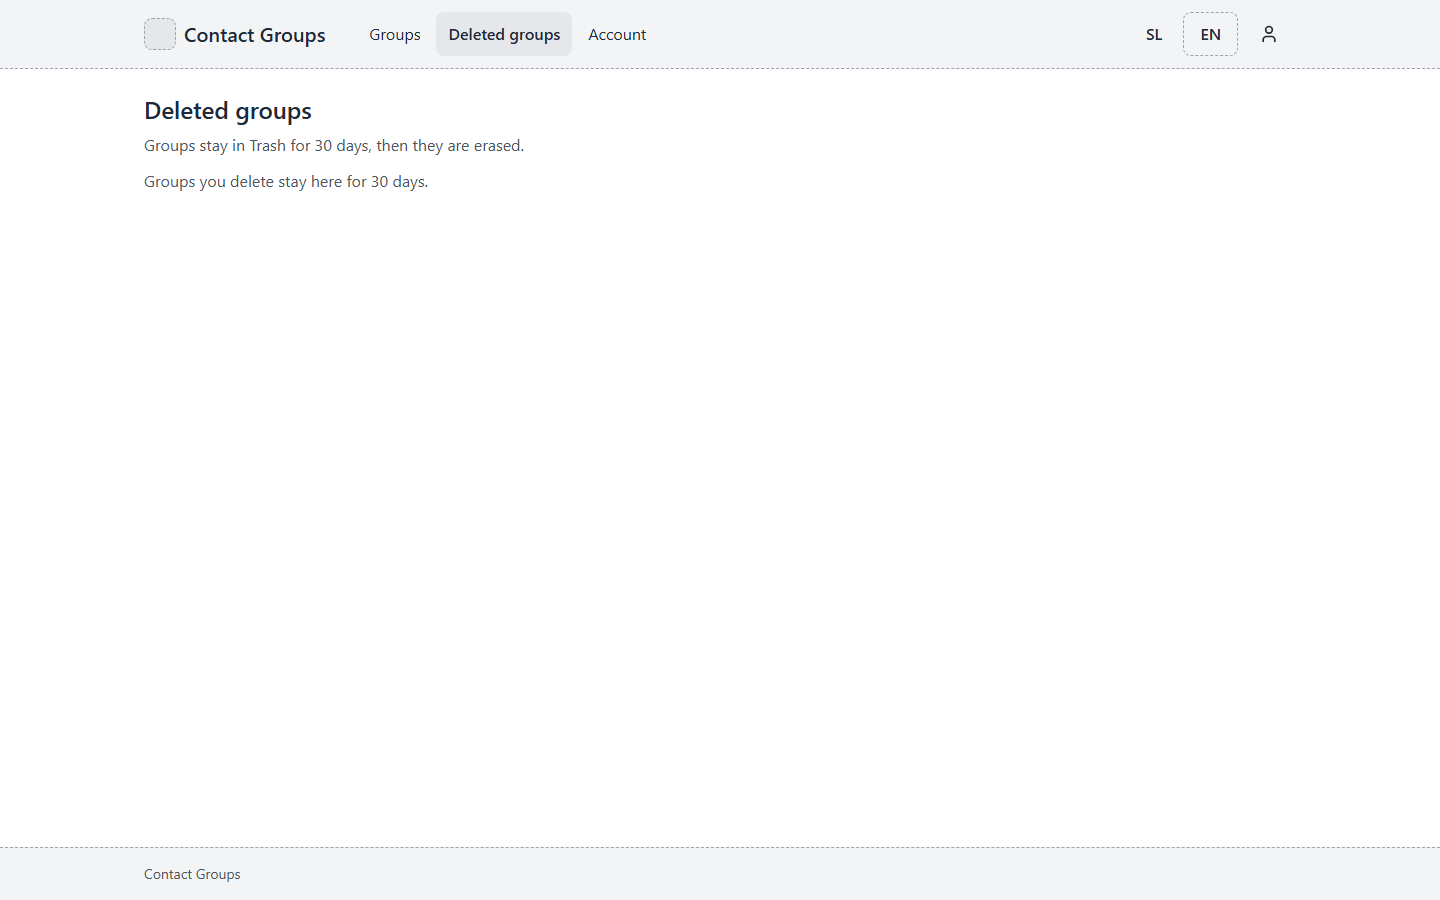 Contact Groups
Groups
Deleted groups
Account
SL
EN
Deleted groups
Groups stay in Trash for 30 days, then they are erased.
Groups you delete stay here for 30 days.
Contact Groups